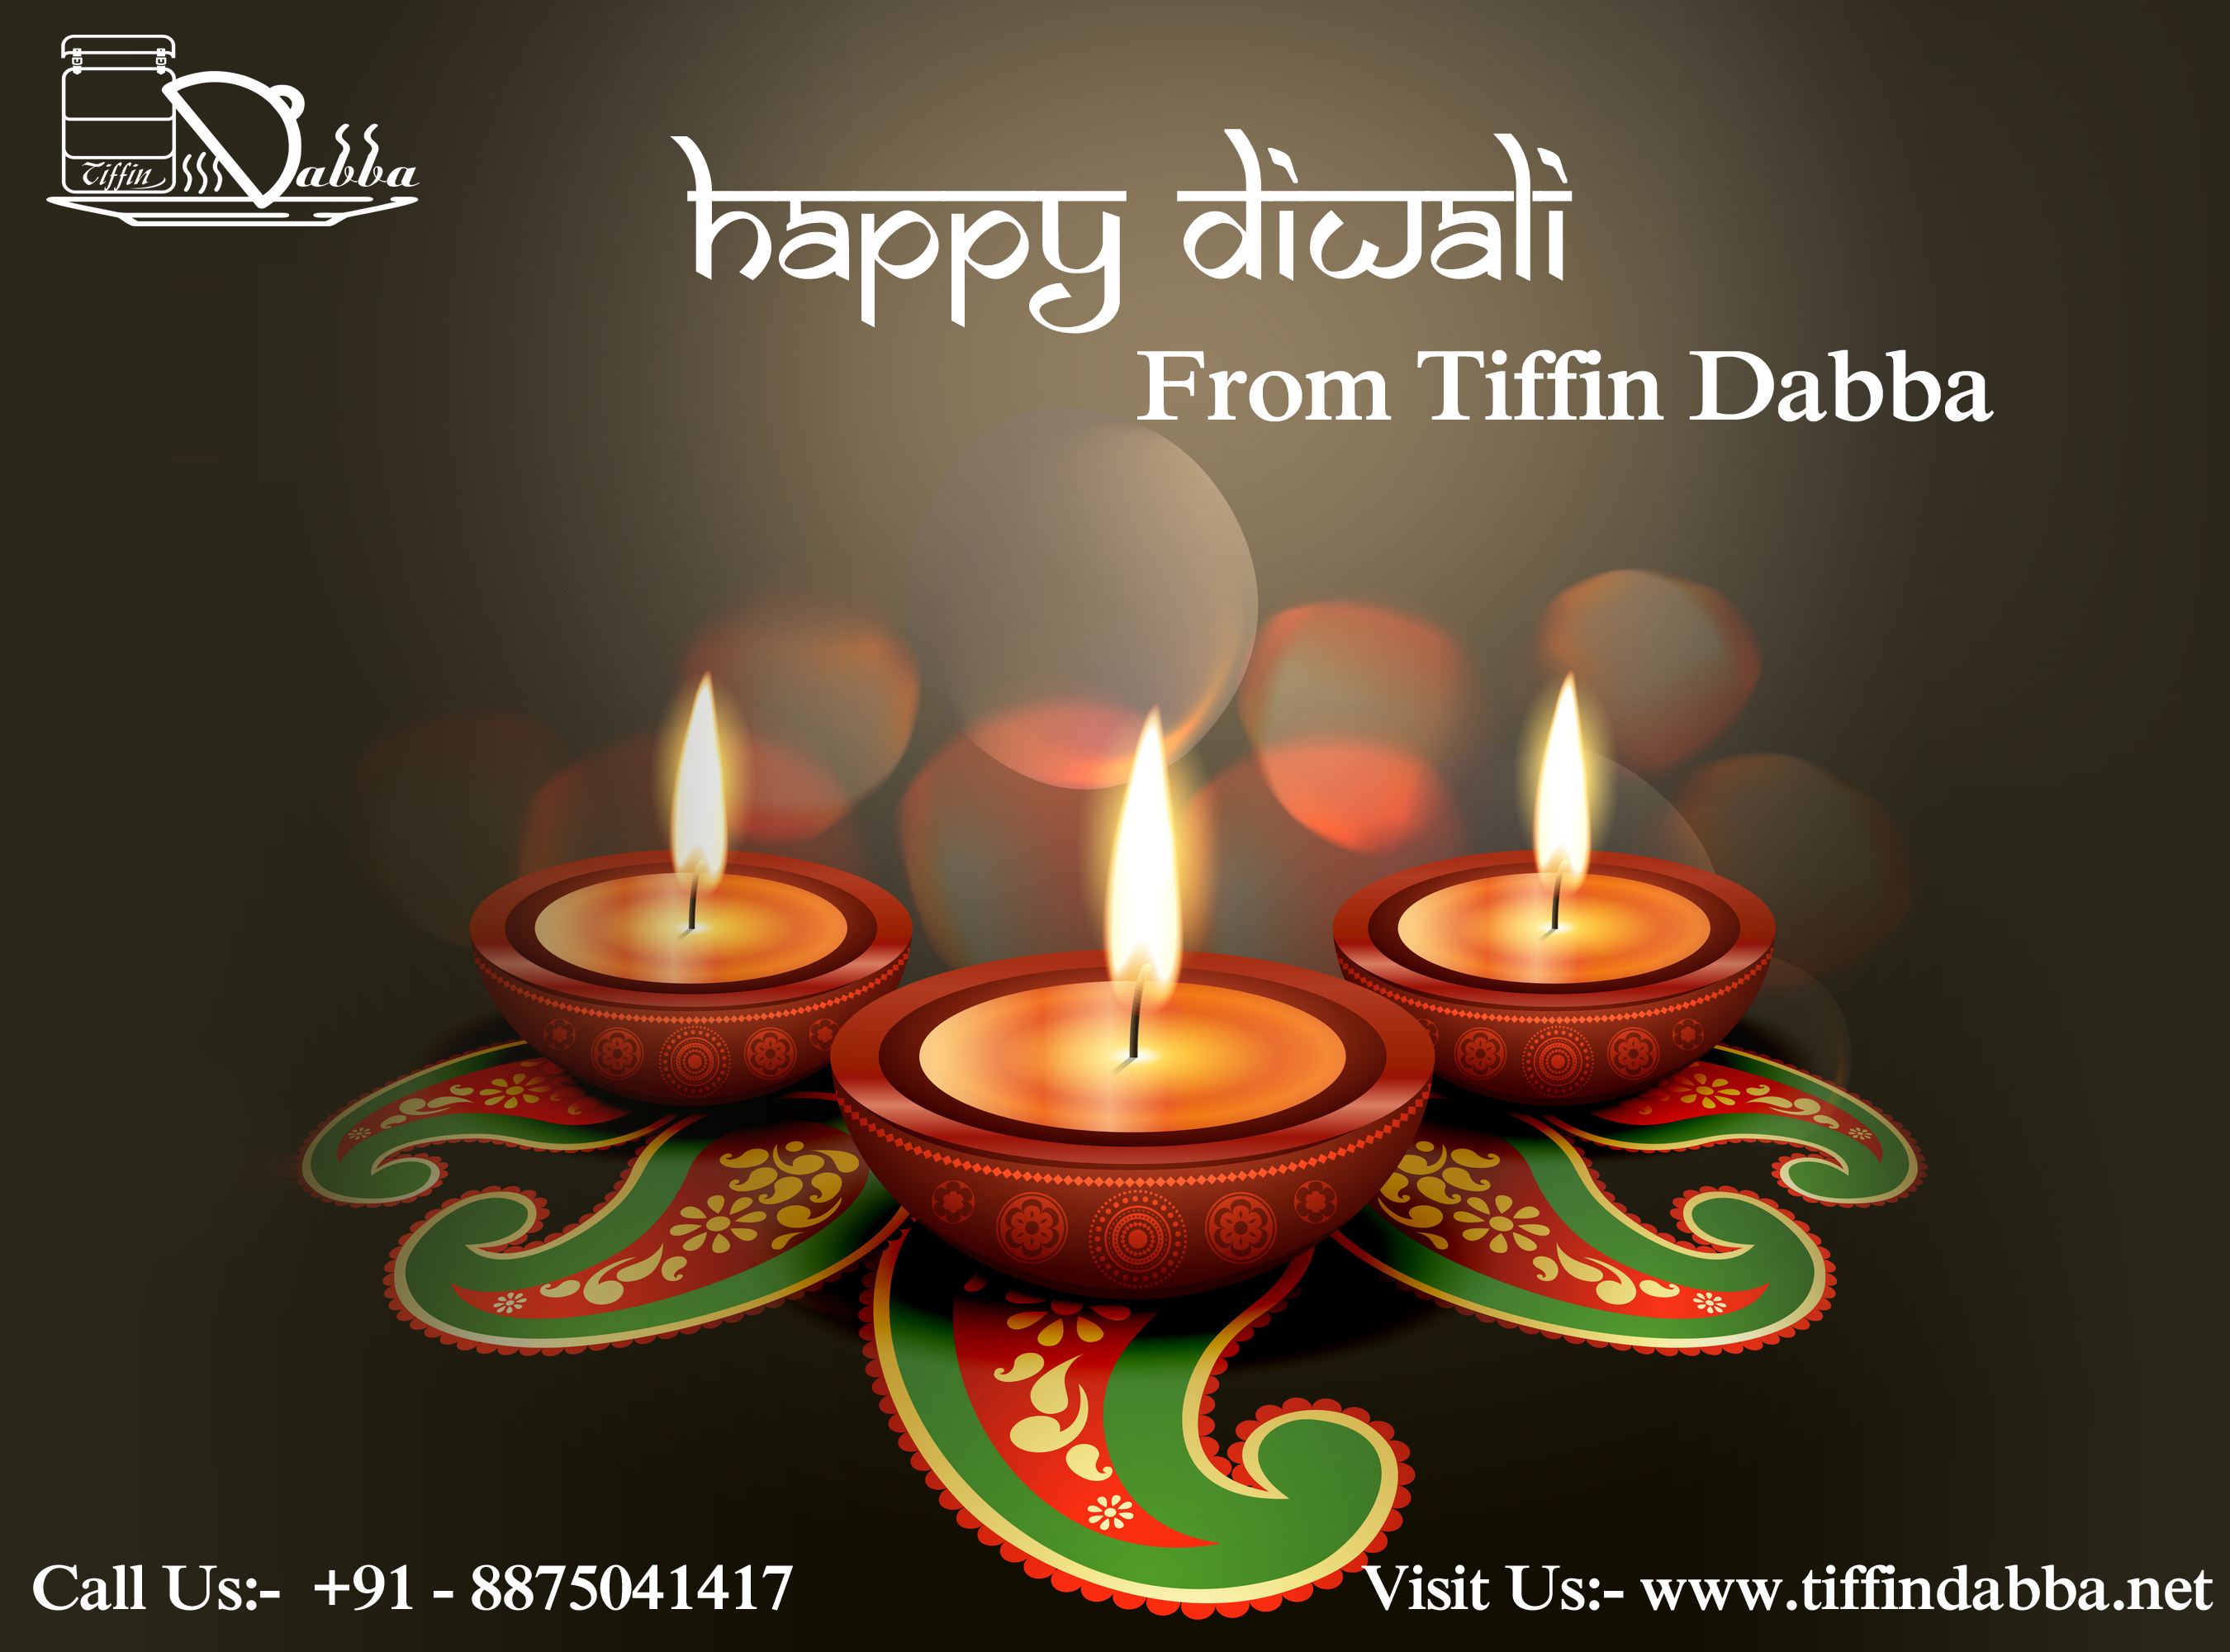 Tiffin Dabba
happy diwali
From Tiffin Dabba
Call Us:- +91 - 8875041417
Visit Us:- www.tiffindabba.net